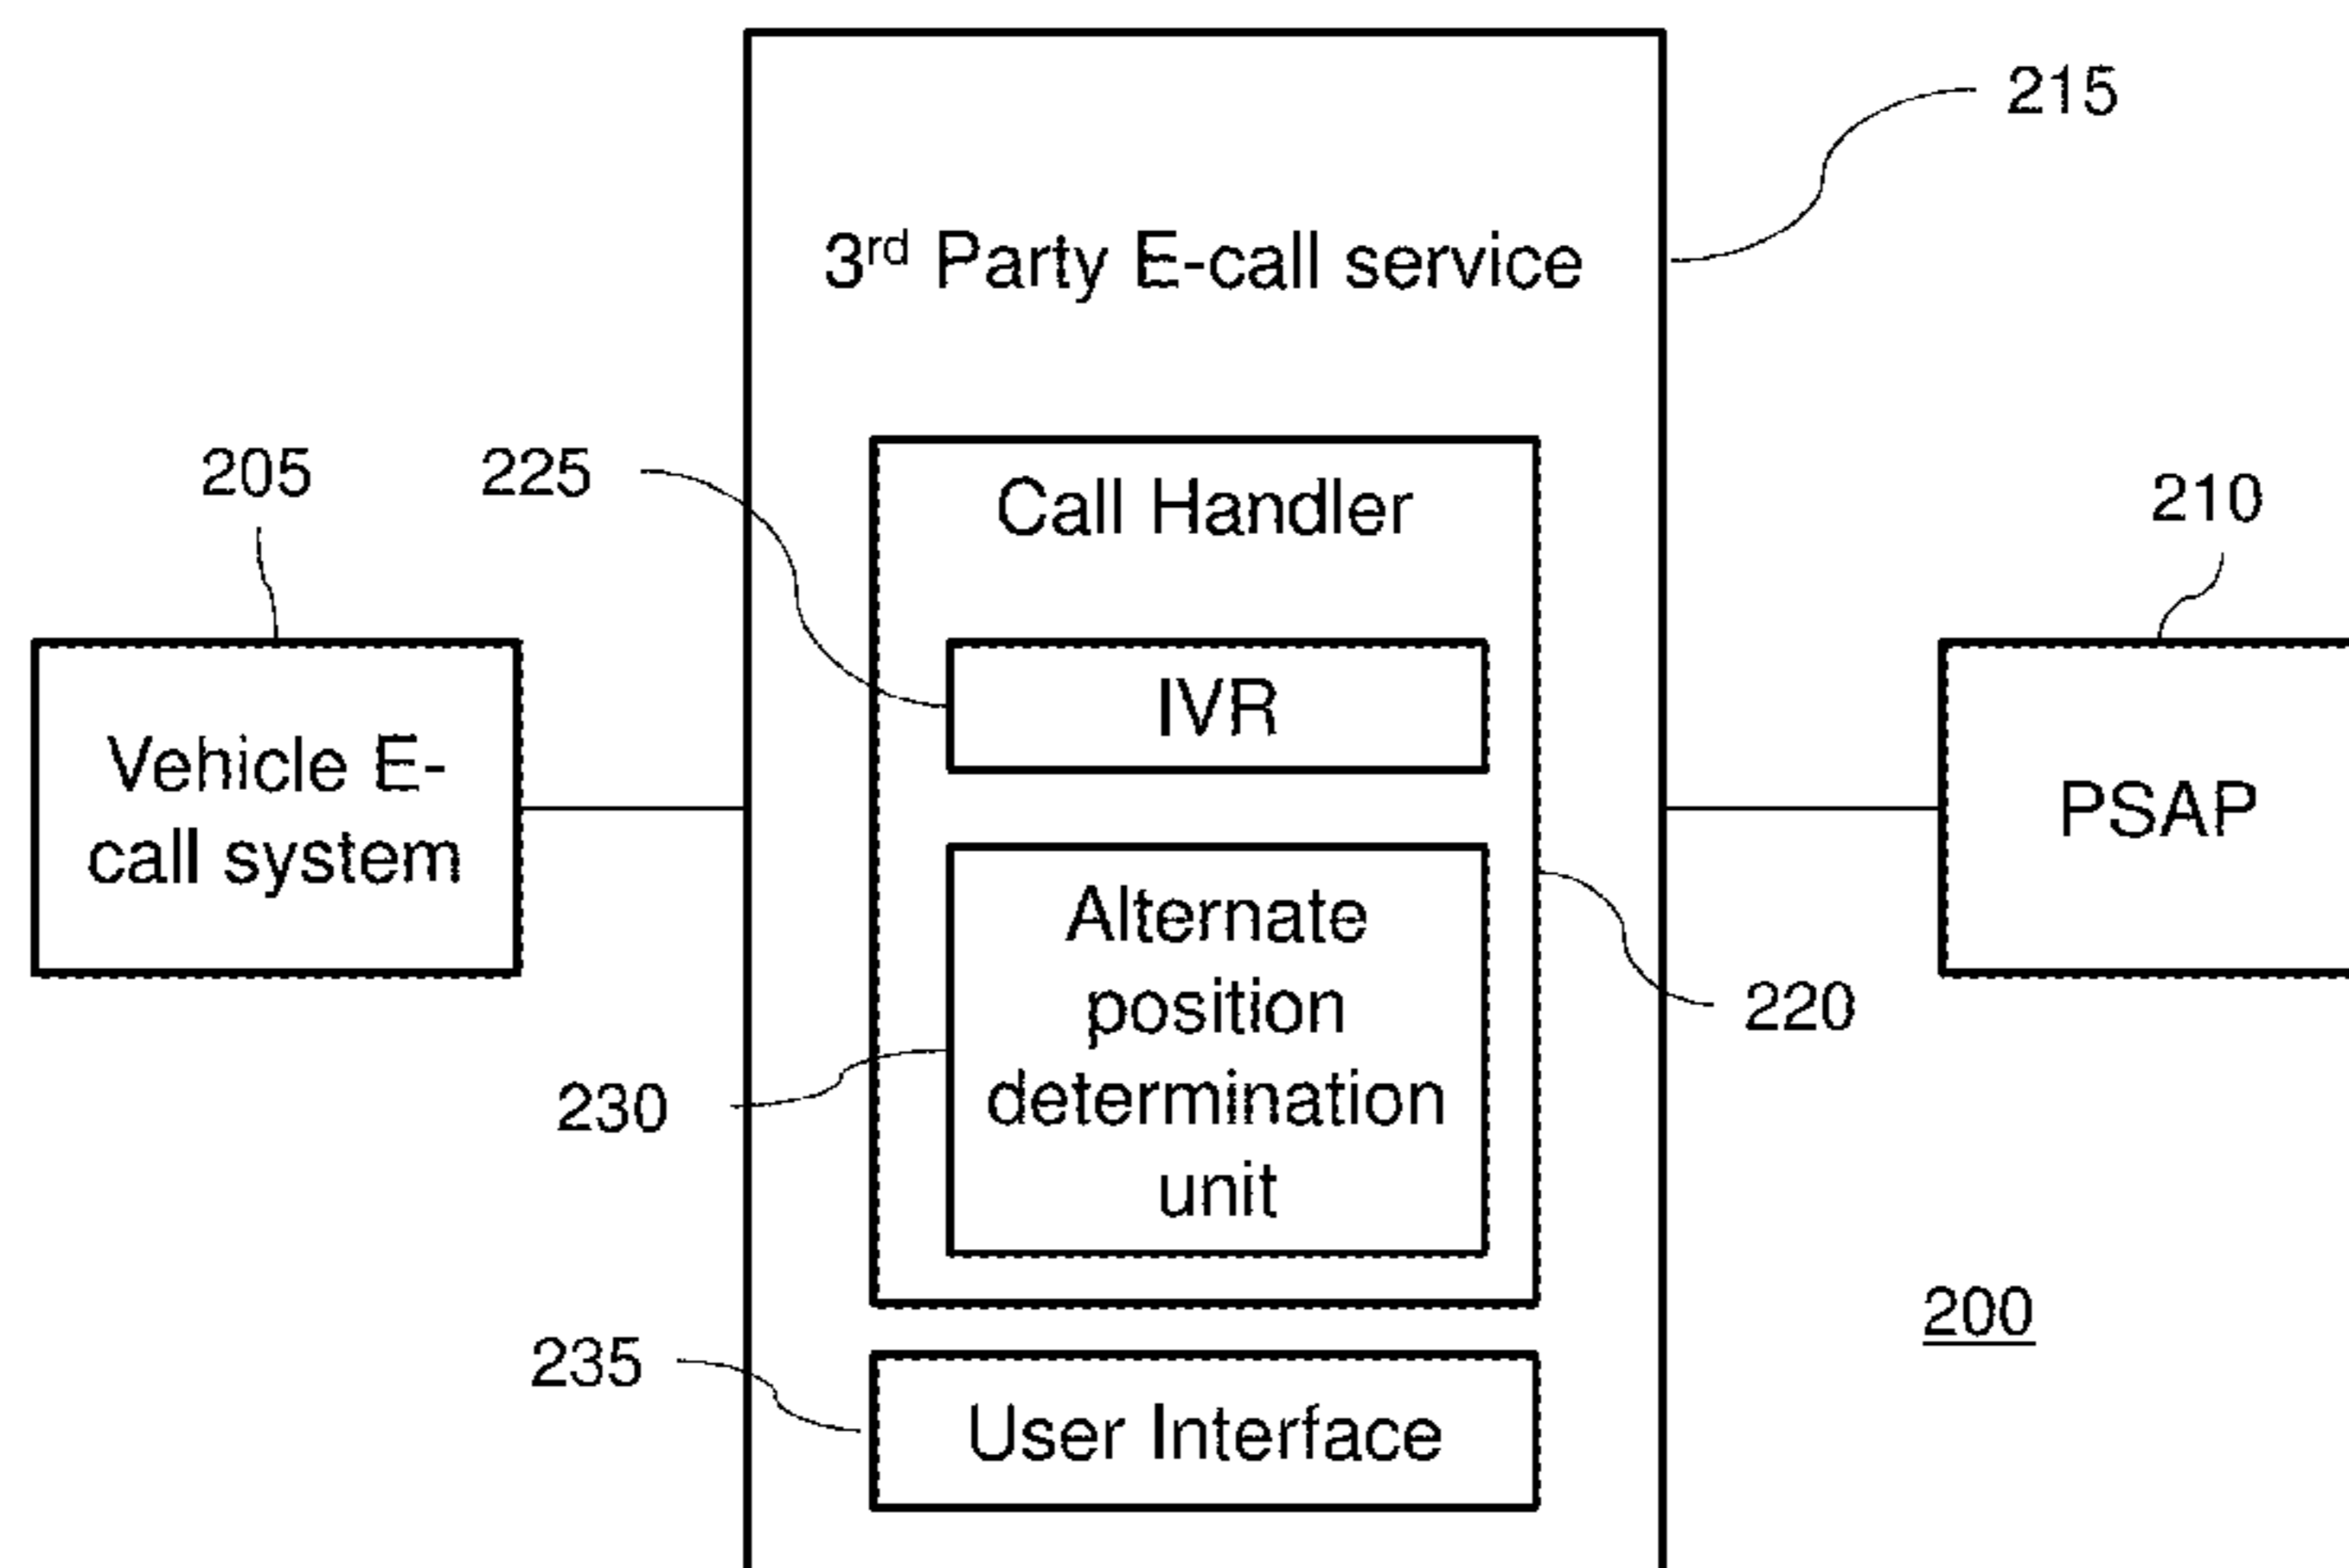 215
3rd Party E-call service
205
225
Call Handler
210
IVR
Vehicle E-
call system
PSAP
Alternate
position
determination
unit
220
230
200
235
User Interface